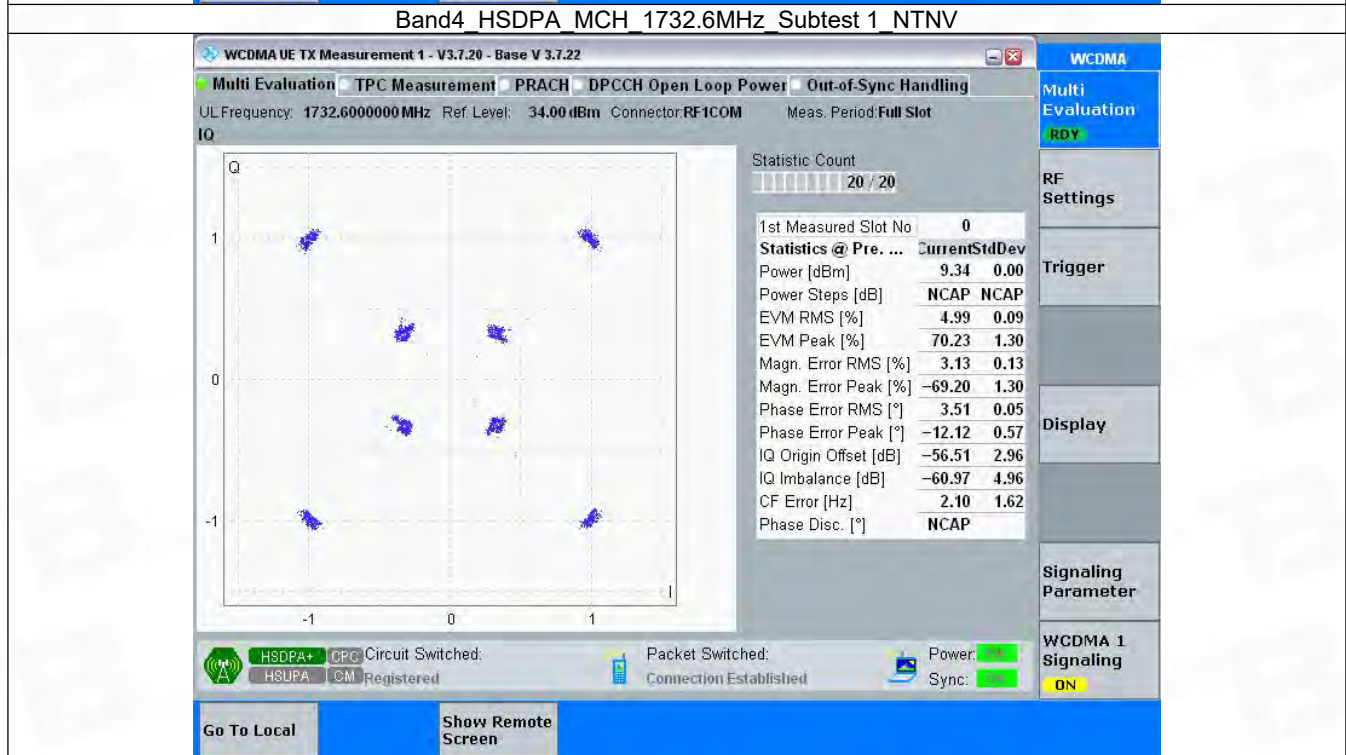 Band4_HSDPA_MCH_1732.6MHz_Subtest 1_NTNV
WCDMA UE TX Measurement 1 - V3.7.20 - Base V 3.7.22
WCDMA
Multi Evaluation TPC Measurement PRACH DPCCH Open Loop Power Out-of-Sync Handling
Multi
Evaluation
RDY
UL Frequency: 1732.6000000 MHz Ref. Level: 34.00 dBm Connector:RF1COM Meas. Period:Full Slot
IQ
Q
1
0
-1
I
-1 0 1
Statistic Count
20 / 20
1st Measured Slot No 0
Statistics @ Pre. ... CurrentStdDev
Power [dBm] 9.34 0.00
Power Steps [dB] NCAP NCAP
EVM RMS [%] 4.99 0.09
EVM Peak [%] 70.23 1.30
Magn. Error RMS [%] 3.13 0.13
Magn. Error Peak [%] −69.20 1.30
Phase Error RMS [°] 3.51 0.05
Phase Error Peak [°] −12.12 0.57
IQ Origin Offset [dB] −56.51 2.96
IQ Imbalance [dB] −60.97 4.96
CF Error [Hz] 2.10 1.62
Phase Disc. [°] NCAP
RF
Settings
Trigger
Display
Signaling
Parameter
WCDMA 1
Signaling
ON
HSDPA+ CPC Circuit Switched: Packet Switched: Power:
HSUPA CM Registered Connection Established Sync:
Go To Local
Show Remote
Screen